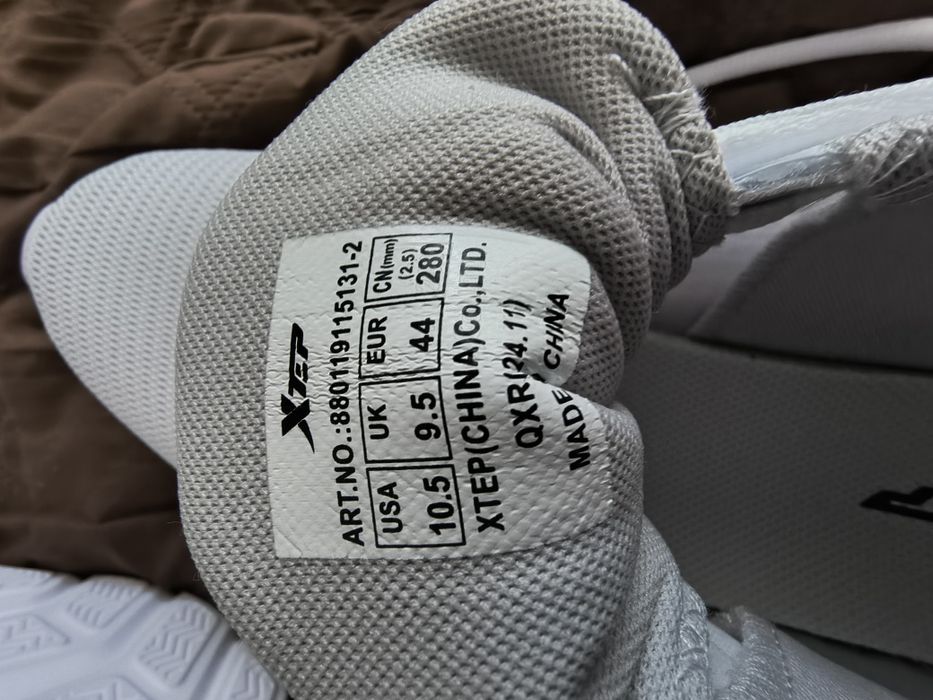 XTEP
ART.NO.:880119115131-2
USA UK EUR CN(mm)
(2.5)
10.5 9.5 44 280
XTEP(CHINA)Co.,LTD.
QXR(24.11)
MADE CHINA